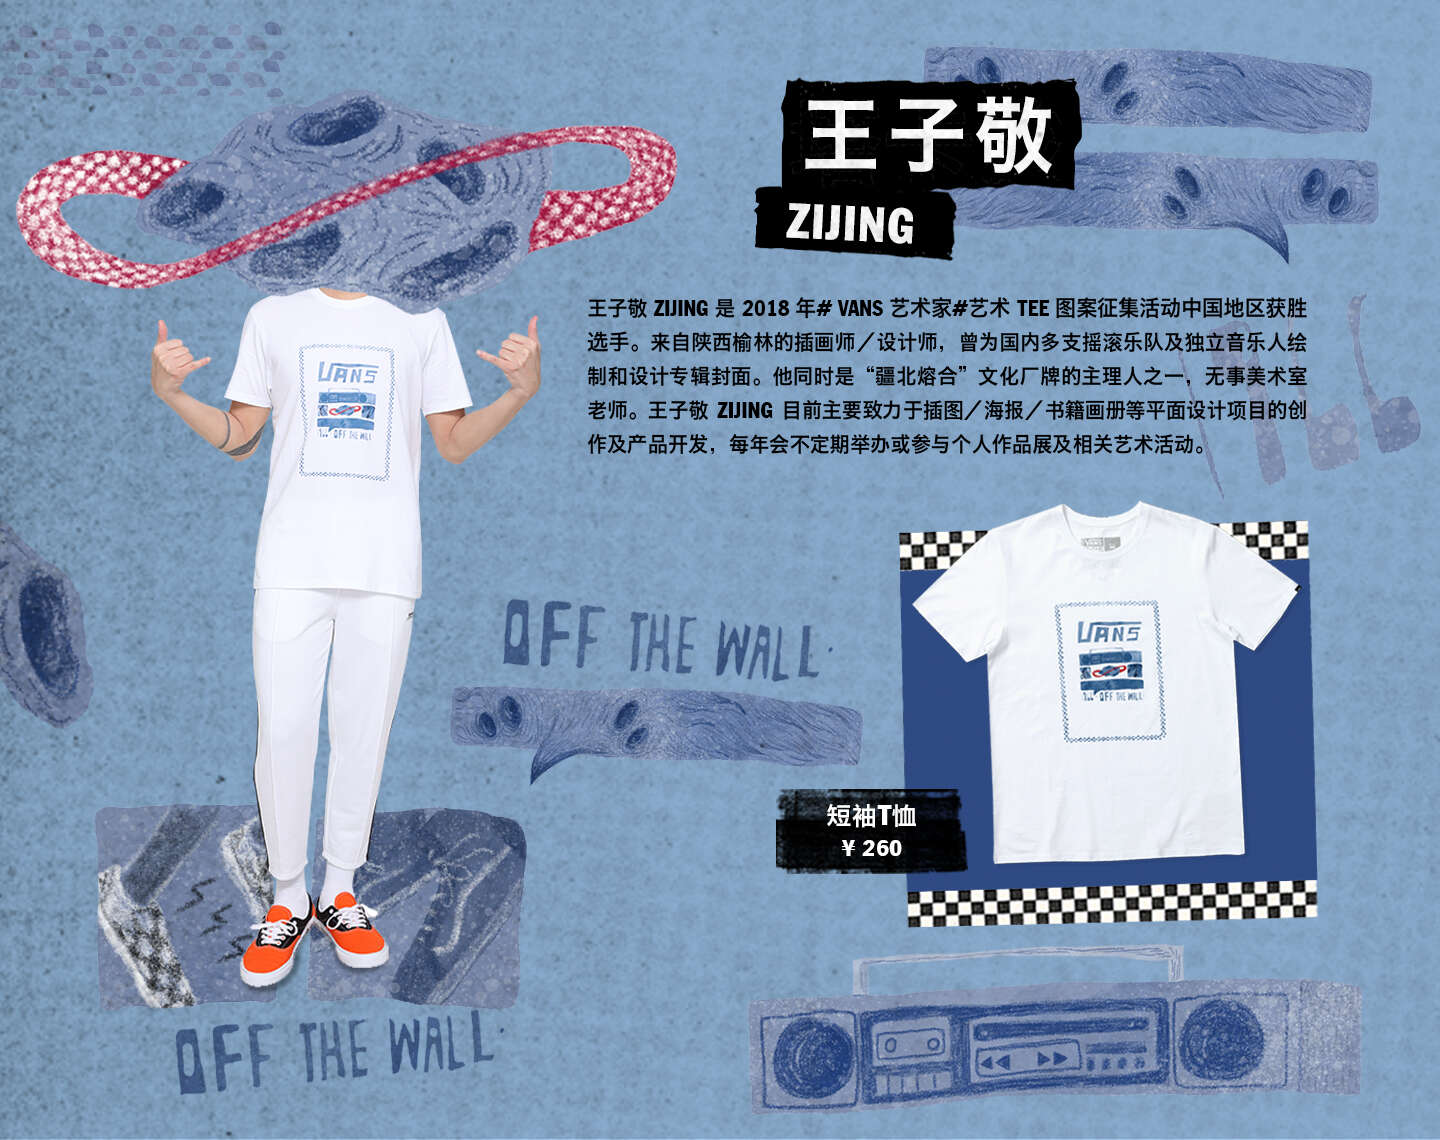 王子敬
ZIJING
王子敬 ZIJING 是 2018 年# VANS 艺术家#艺术 TEE 图案征集活动中国地区获胜
选手。来自陕西榆林的插画师／设计师，曾为国内多支摇滚乐队及独立音乐人绘
制和设计专辑封面。他同时是“疆北熔合”文化厂牌的主理人之一，无事美术室
老师。王子敬 ZIJING 目前主要致力于插图／海报／书籍画册等平面设计项目的创
作及产品开发，每年会不定期举办或参与个人作品展及相关艺术活动。
VANS
OFF THE WALL
OFF THE WALL
VANS
OFF THE WALL
短袖T恤
¥ 260
OFF THE WALL